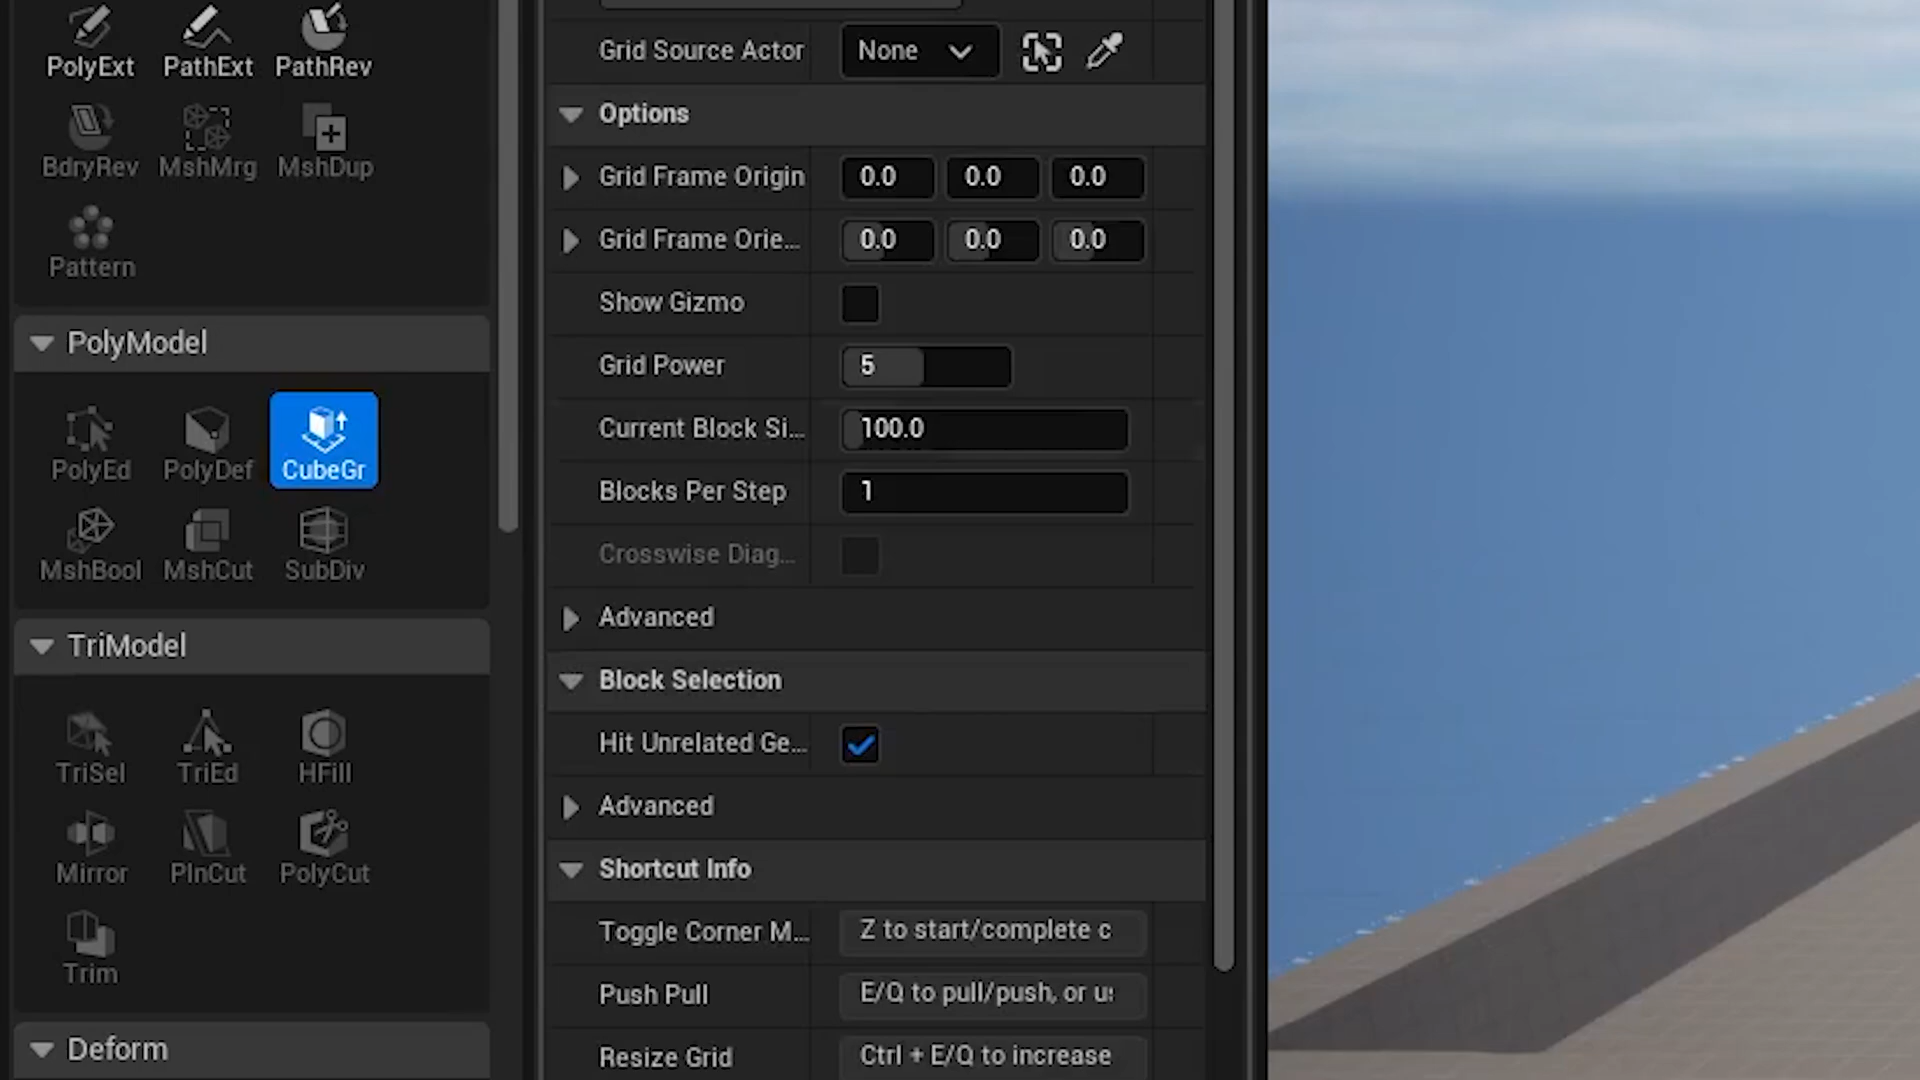 PolyExt PathExt PathRev
BdryRev MshMrg MshDup
Pattern
PolyModel
PolyEd PolyDef CubeGr
MshBool MshCut SubDiv
TriModel
TriSel TriEd HFill
Mirror PlnCut PolyCut
Trim
Deform
Grid Source Actor None
Options
Grid Frame Origin 0.0 0.0 0.0
Grid Frame Orie... 0.0 0.0 0.0
Show Gizmo
Grid Power 5
Current Block Si... 100.0
Blocks Per Step 1
Crosswise Diag...
Advanced
Block Selection
Hit Unrelated Ge...
Advanced
Shortcut Info
Toggle Corner M... Z to start/complete c
Push Pull E/Q to pull/push, or u
Resize Grid Ctrl + E/Q to increase